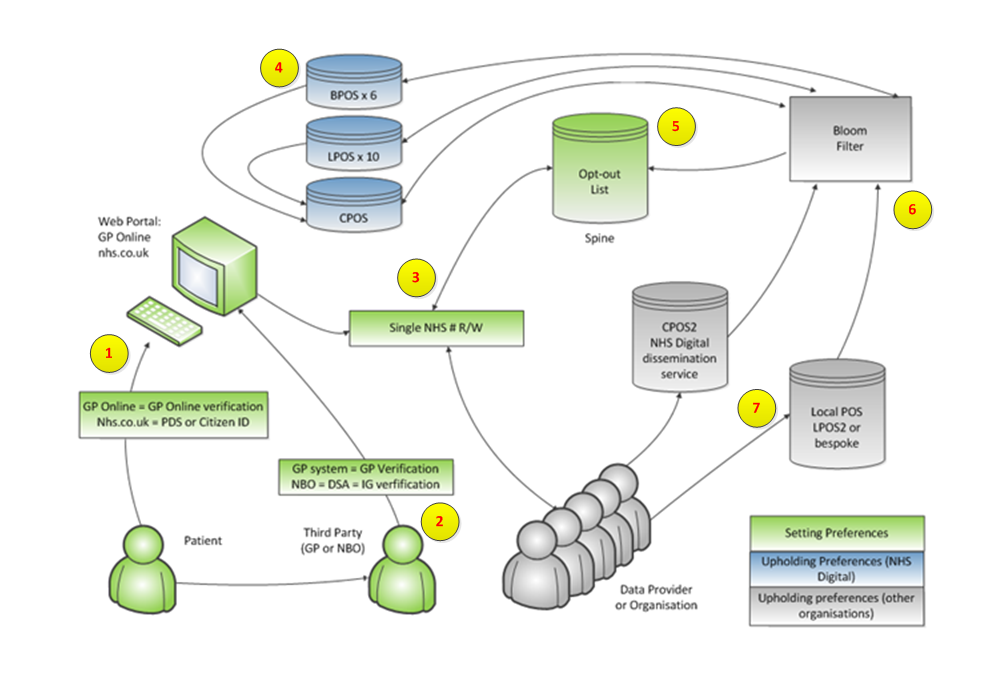 4
BPOS x 6
LPOS x 10
CPOS
5
Opt-out
List
Spine
Bloom
Filter
6
Web Portal:
GP Online
nhs.co.uk
3
Single NHS # R/W
CPOS2
NHS Digital
dissemination
service
1
GP Online = GP Online verification
Nhs.co.uk = PDS or Citizen ID
7
Local POS
LPOS2 or
bespoke
GP system = GP Verification
NBO = DSA = IG verfification
2
Patient
Third Party
(GP or NBO)
Data Provider
or Organisation
Setting Preferences
Upholding Preferences (NHS
Digital)
Upholding preferences (other
organisations)